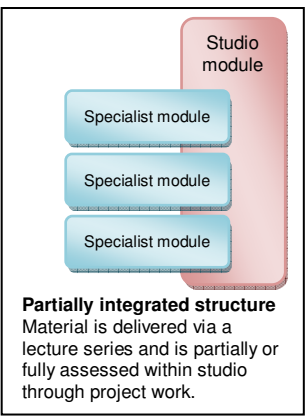 Studio
module
Specialist module
Specialist module
Specialist module
Partially integrated structure
Material is delivered via a
lecture series and is partially or
fully assessed within studio
through project work.